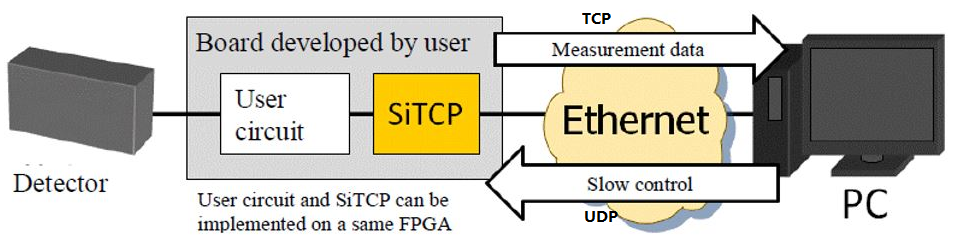 TCP
Board developed by user
Measurement data
User
circuit
SiTCP
Ethernet
Detector
Slow control
User circuit and SiTCP can be
implemented on a same FPGA
UDP
PC